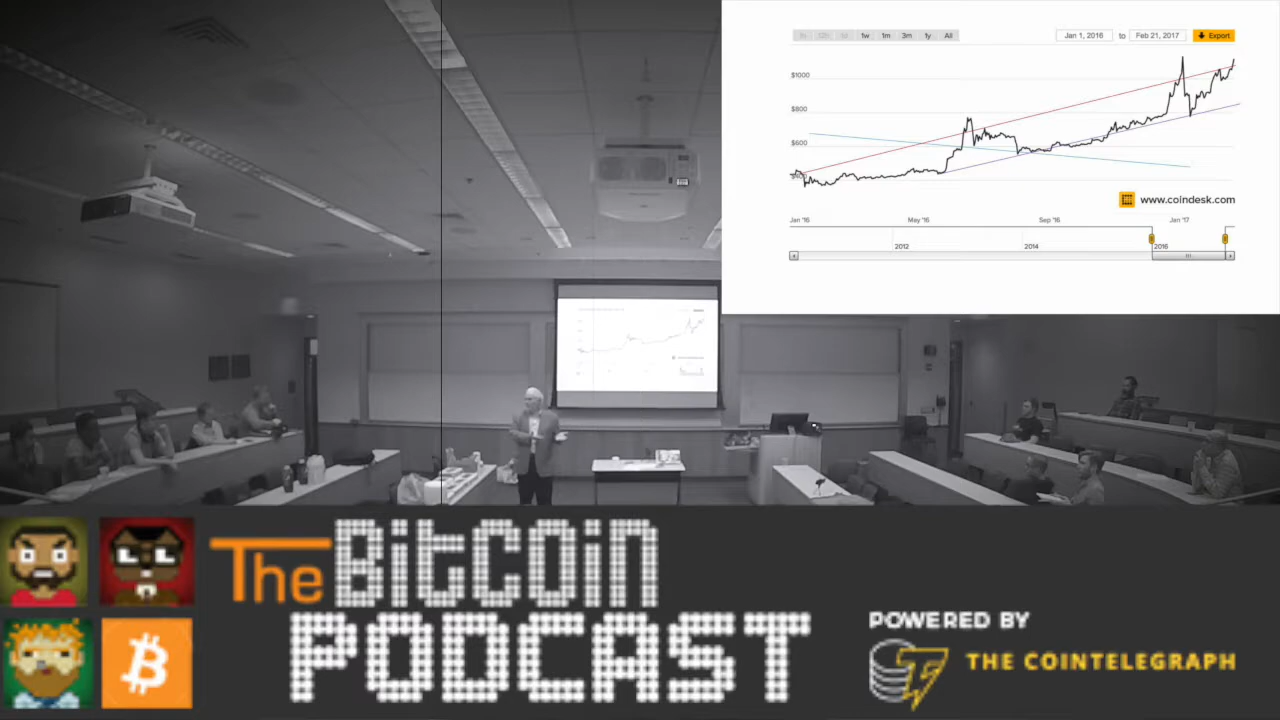 1w 1m 3m 1y All
Jan 1, 2016 to Feb 21, 2017 Export
$1000
$800
$600
www.coindesk.com
Jan '16 May '16 Sep '16 Jan '17
2012 2014 2016
The BitCOiN
PODCAST
POWERED BY
THE COINTELEGRAPH